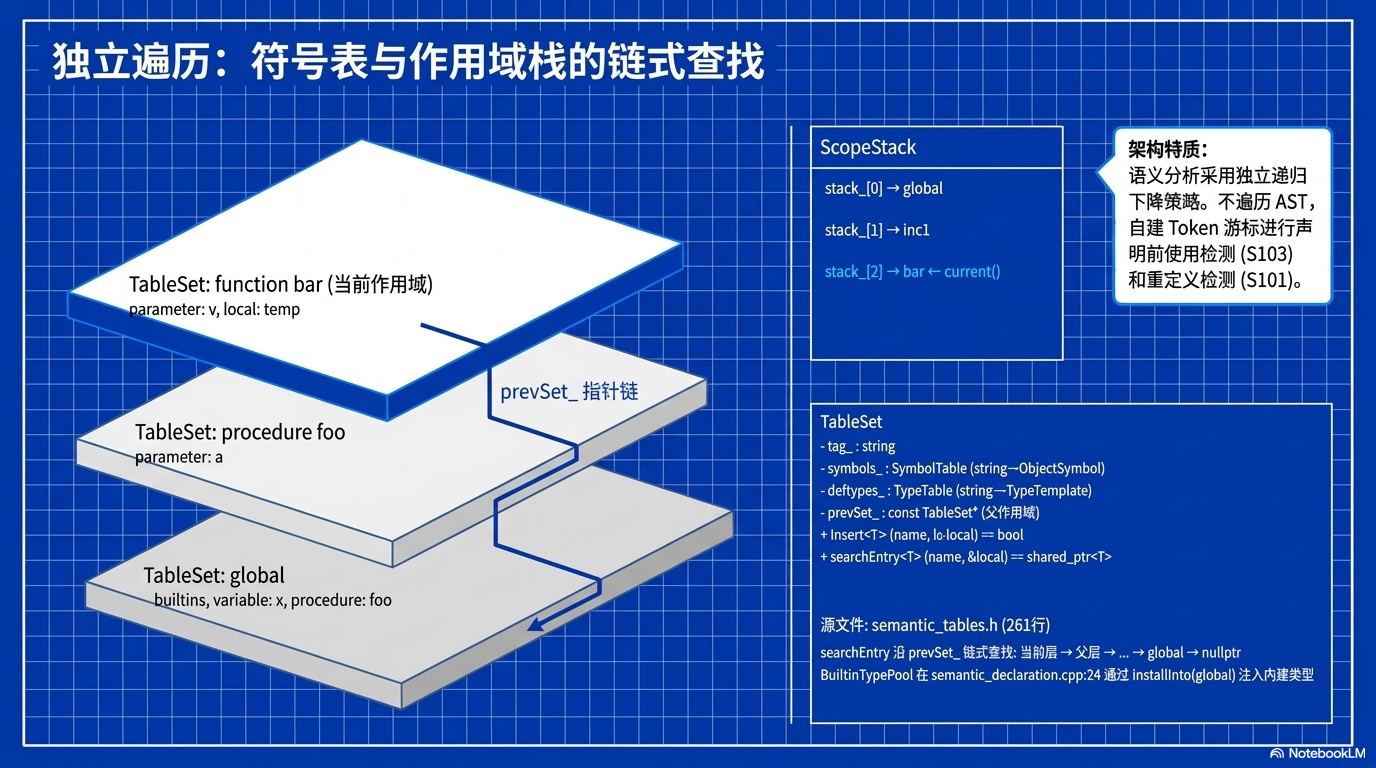 独立遍历：符号表与作用域栈的链式查找
TableSet: function bar (当前作用域)
parameter: v, local: temp
prevSet_ 指针链
TableSet: procedure foo
parameter: a
TableSet: global
builtins, variable: x, procedure: foo
ScopeStack
stack_[0] → global
stack_[1] → inc1
stack_[2] → bar ← current()
架构特质：
语义分析采用独立递归
下降策略。不遍历 AST，
自建 Token 游标进行声
明前使用检测 (S103)
和重定义检测 (S101)。
TableSet
- tag_ : string
- symbols_ : SymbolTable (string→ObjectSymbol)
- deftypes_ : TypeTable (string→TypeTemplate)
- prevSet_ : const TableSet* (父作用域)
+ Insert<T> (name, local) == bool
+ searchEntry<T> (name, &local) == shared_ptr<T>
源文件: semantic_tables.h (261行)
searchEntry 沿 prevSet_ 链式查找: 当前层 → 父层 → ... → global → nullptr
BuiltinTypePool 在 semantic_declaration.cpp:24 通过 installInto(global) 注入内建类型
NotebookLM